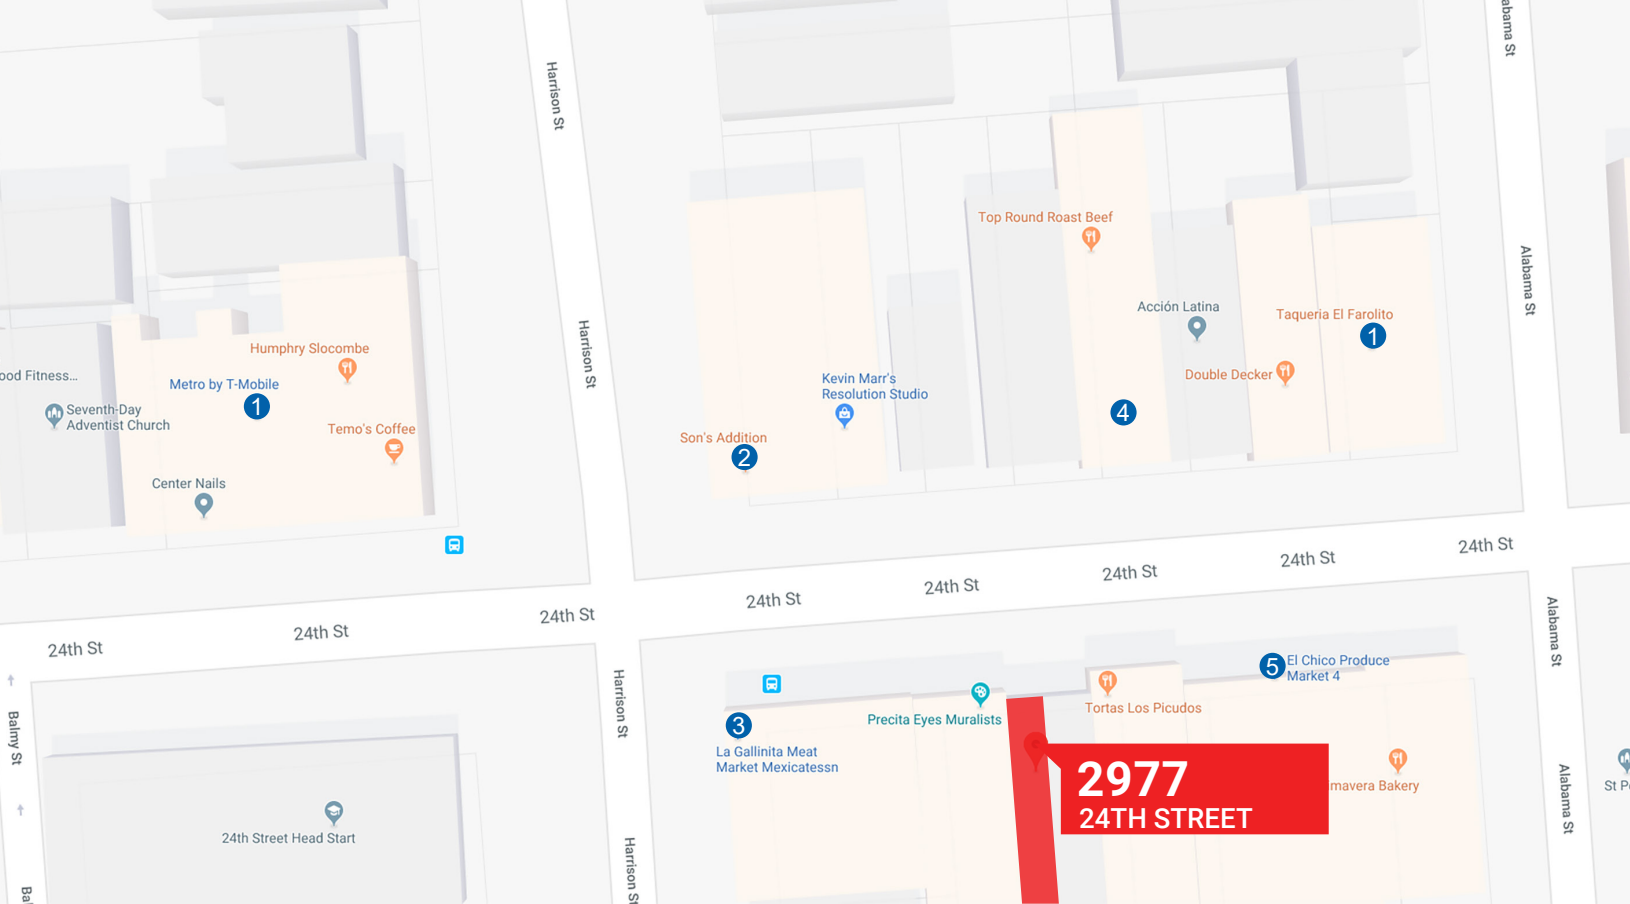 Harrison St
Alabama St
Top Round Roast Beef
Alabama St
Acción Latina
Taqueria El Farolito
1
Harrison St
Humphry Slocombe
ood Fitness...
Metro by T-Mobile
1
Double Decker
Kevin Marr's
Resolution Studio
Seventh-Day
Adventist Church
4
Temo's Coffee
Son's Addition
2
Center Nails
24th St
24th St
24th St
24th St
24th St
24th St
24th St
24th St
Alabama St
Harrison St
5
El Chico Produce
Market 4
Tortas Los Picudos
Precita Eyes Muralists
3
La Gallinita Meat
Market Mexicatessn
Balmy St
2977
24TH STREET
imavera Bakery
St P
Alabama St
24th Street Head Start
Harrison St
Bal